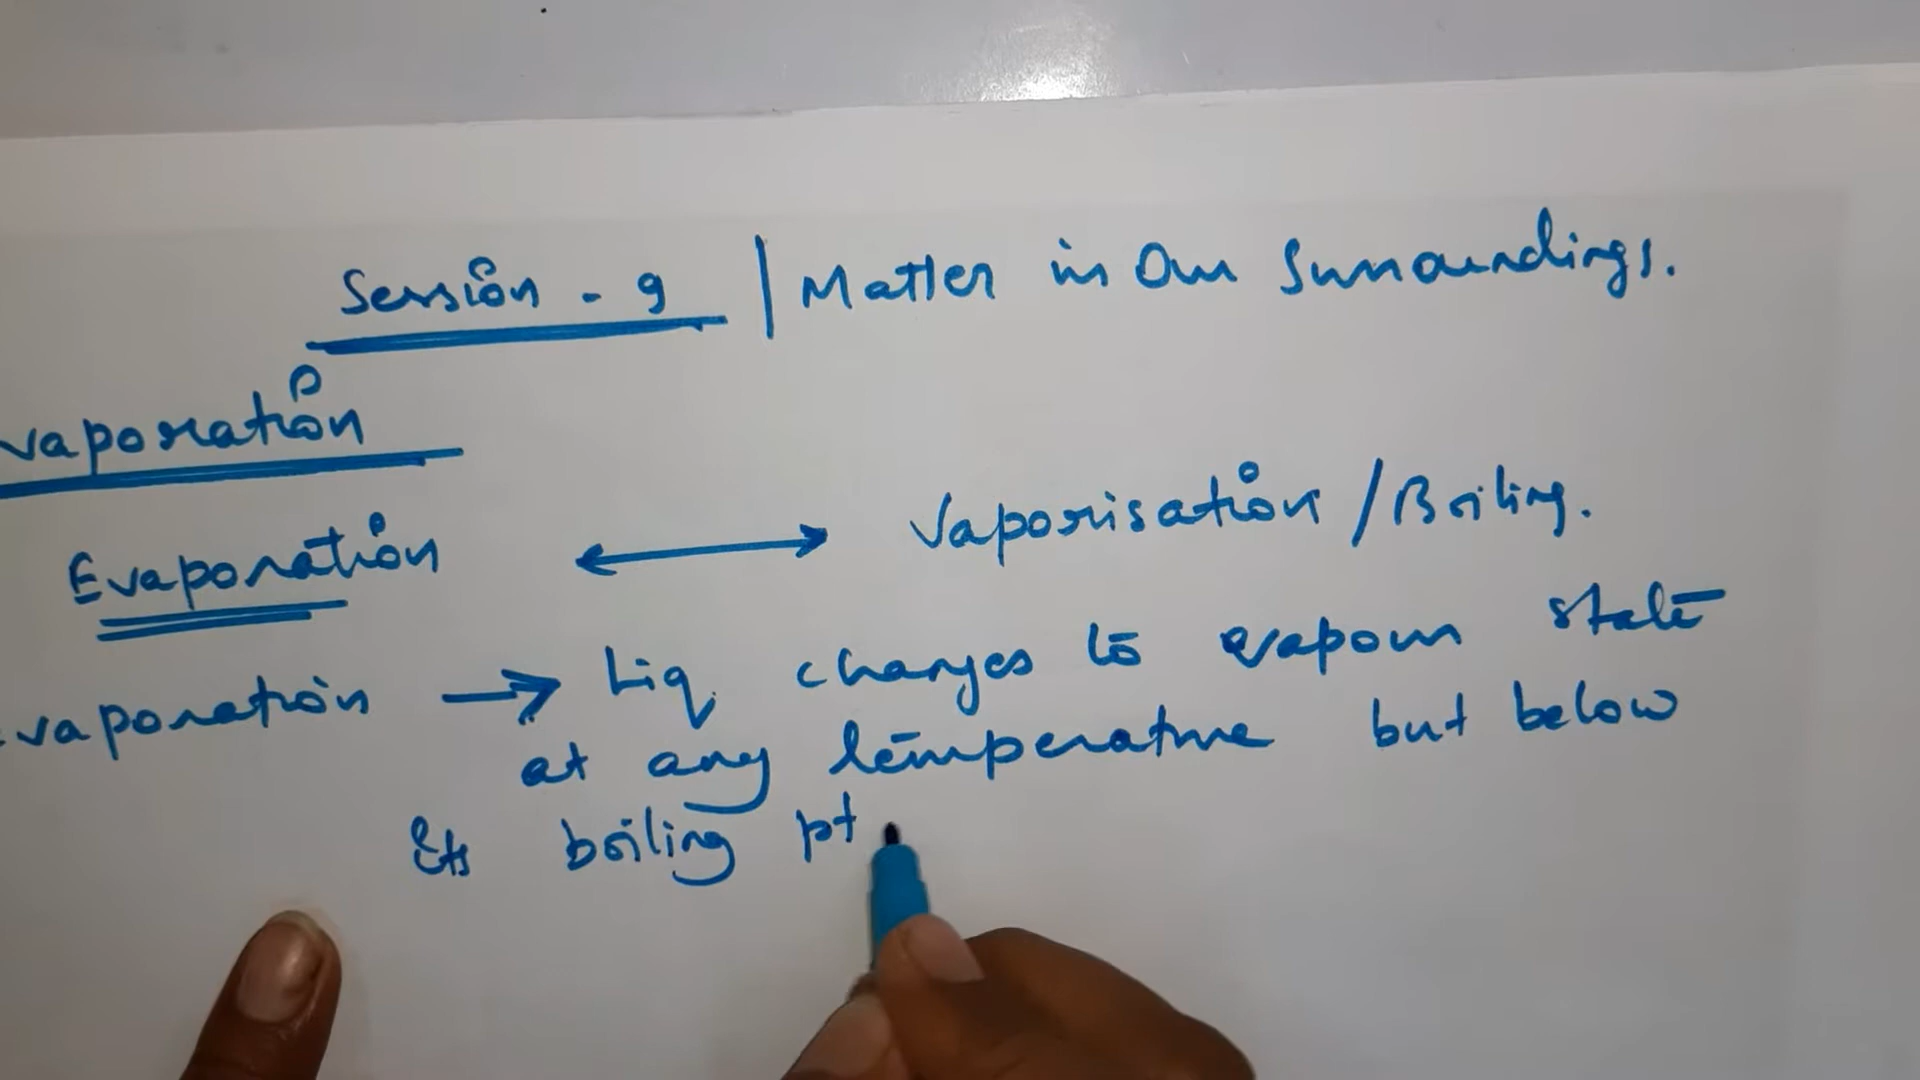 Session - 9 | Matter in Our Surroundings.
vaporation
Evaporation ↔ Vaporisation / Boiling.
vaporation → Liq. changes to vapour state
at any temperature but below
its boiling pt